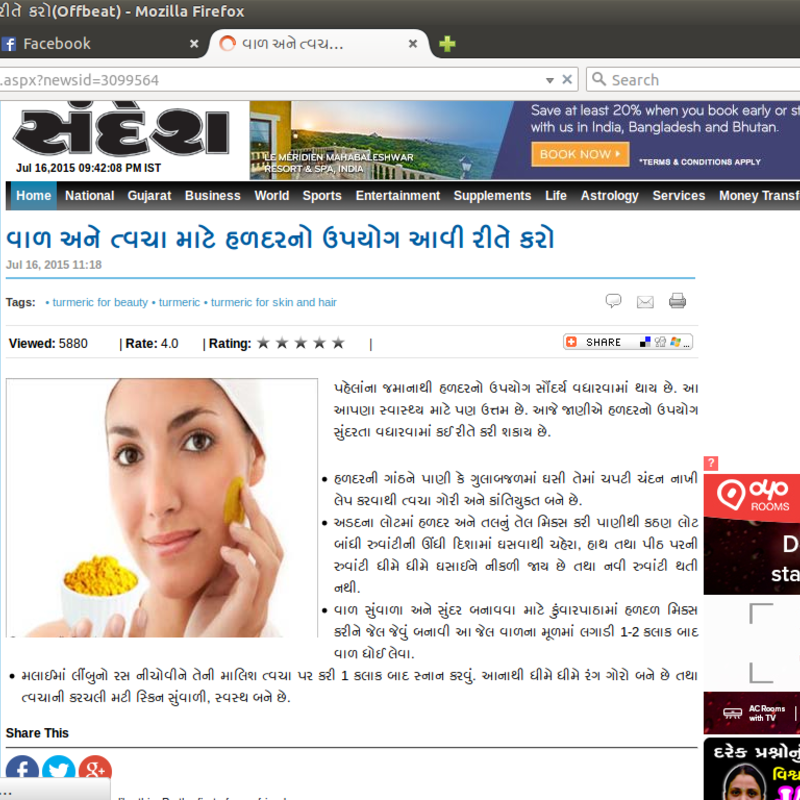 રીતે કરો(Offbeat) - Mozilla Firefox
Facebook
વાળ અને ત્વચ...
.aspx?newsid=3099564
Search
સંદેશ
Jul 16,2015 09:42:08 PM IST
LE MERIDIEN MAHABALESHWAR
RESORT & SPA, INDIA
Save at least 20% when you book early or st
with us in India, Bangladesh and Bhutan.
BOOK NOW
*TERMS & CONDITIONS APPLY
Home National Gujarat Business World Sports Entertainment Supplements Life Astrology Services Money Transf
વાળ અને ત્વચા માટે હળદરનો ઉપયોગ આવી રીતે કરો
Jul 16, 2015 11:18
Tags: • turmeric for beauty • turmeric • turmeric for skin and hair
Viewed: 5880 | Rate: 4.0 | Rating: ★ ★ ★ ★ ★ |
SHARE
પહેલાંના જમાનાથી હળદરનો ઉપયોગ સૌંદર્ય વધારવામાં થાય છે. આ
આપણા સ્વાસ્થ્ય માટે પણ ઉત્તમ છે. આજે જાણીએ હળદરનો ઉપયોગ
સુંદરતા વધારવામાં કઈ રીતે કરી શકાય છે.
• હળદરની ગાંઠને પાણી કે ગુલાબજળમાં ઘસી તેમાં ચપટી ચંદન નાખી
લેપ કરવાથી ત્વચા ગોરી અને કાંતિયુક્ત બને છે.
• અડદના લોટમાં હળદર અને તલનું તેલ મિક્સ કરી પાણીથી કઠણ લોટ
બાંધી રુવાંટીની ઊંધી દિશામાં ઘસવાથી ચહેરા, હાથ તથા પીઠ પરની
રુવાંટી ધીમે ધીમે ઘસાઈને નીકળી જાય છે તથા નવી રુવાંટી થતી
નથી.
• વાળ સુંવાળા અને સુંદર બનાવવા માટે કુંવારપાઠામાં હળદળ મિક્સ
કરીને જેલ જેવું બનાવી આ જેલ વાળના મૂળમાં લગાડી 1-2 કલાક બાદ
વાળ ધોઈ લેવા.
• મલાઈમાં લીંબુનો રસ નીચોવીને તેની માલિશ ત્વચા પર કરી 1 કલાક બાદ સ્નાન કરવું. આનાથી ધીમે ધીમે રંગ ગોરો બને છે તથા
ત્વચાની કરચલી મટી સ્કિન સુંવાળી, સ્વસ્થ બને છે.
Share This
?
OYO
ROOMS
D
sta
AC Rooms
with TV
દરેક પ્રશ્નોનું